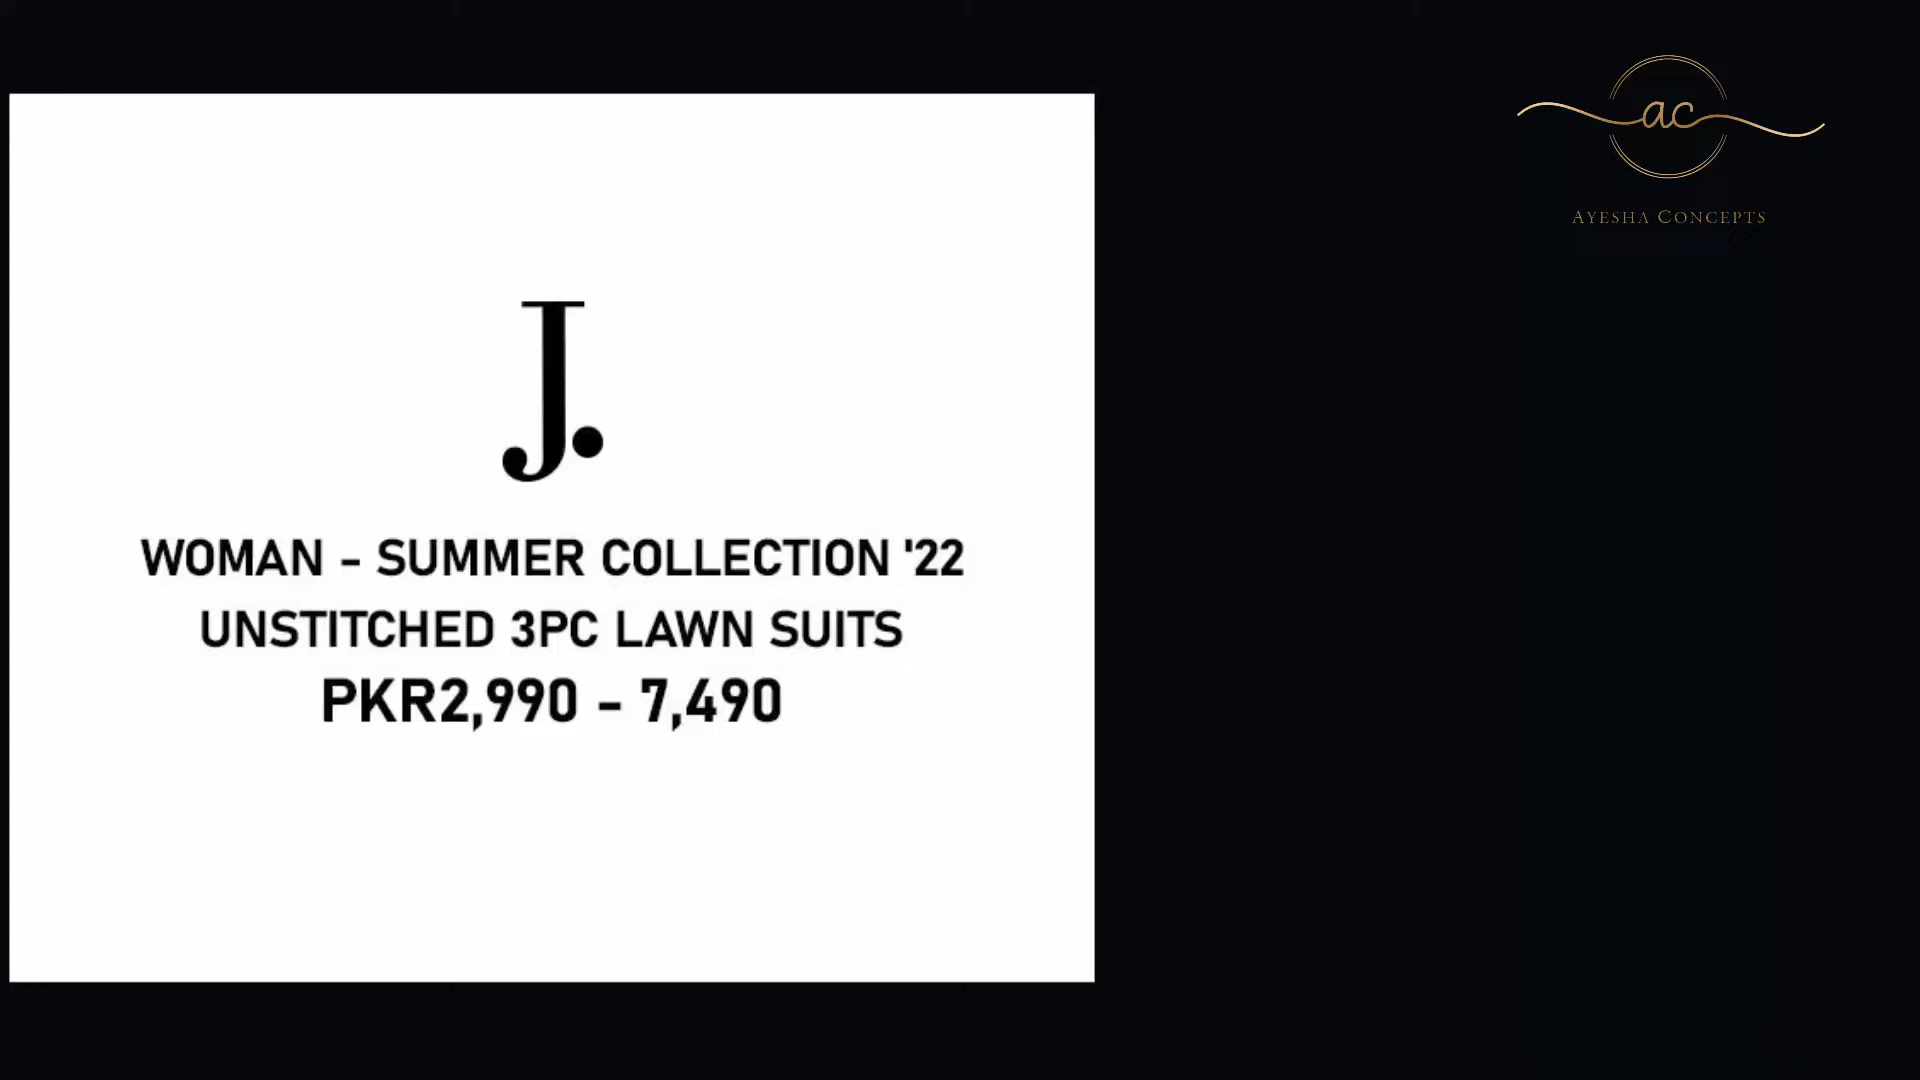 J.
WOMAN - SUMMER COLLECTION '22
UNSTITCHED 3PC LAWN SUITS
PKR2,990 - 7,490
ac
AYESHA CONCEPTS